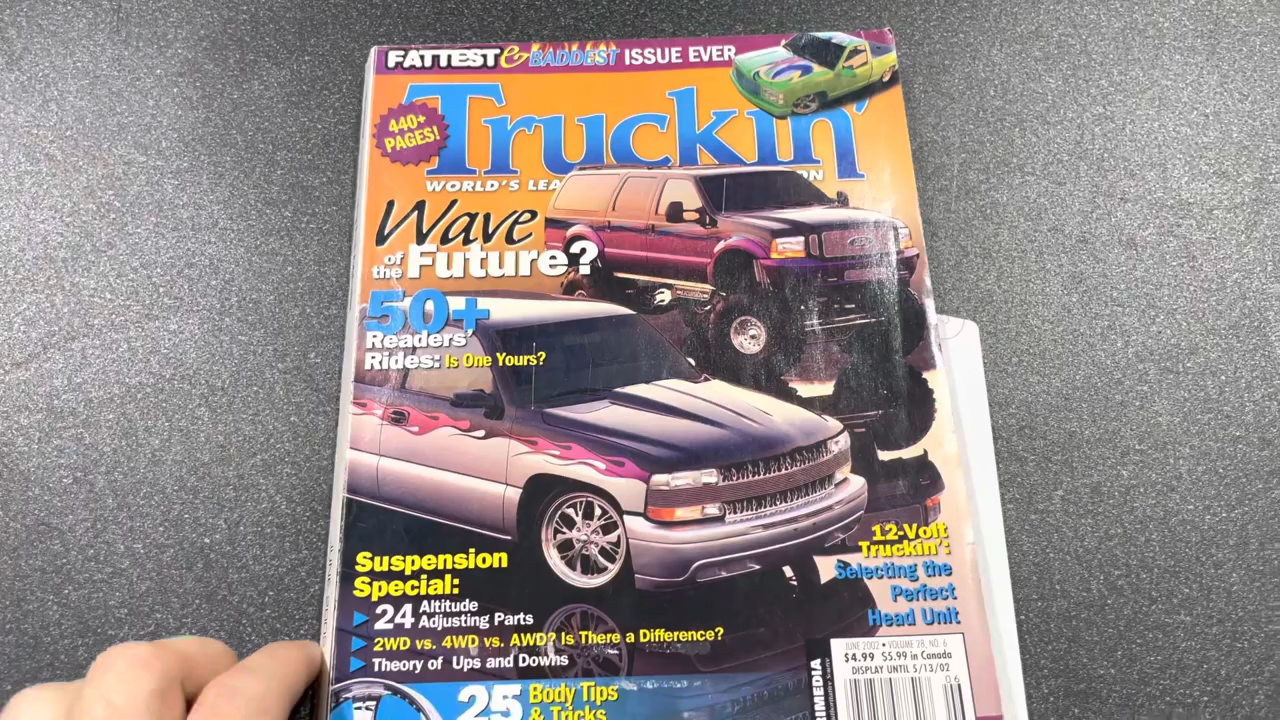 FATTEST & BADDEST ISSUE EVER
Truckin'
440+
PAGES!
WORLD'S
Wave
of the Future?
50+
Readers'
Rides: Is One Yours?
Ford
Suspension
Special:
24 Altitude
Adjusting Parts
2WD vs. 4WD vs. AWD? Is There a Difference?
Theory of Ups and Downs
25 Body Tips
& Tricks
12-Volt
Truckin':
Selecting the
Perfect
Head Unit
JUNE 2002 • VOLUME 28, NO. 6
$4.99 $5.99 in Canada
DISPLAY UNTIL 5/13/02
06